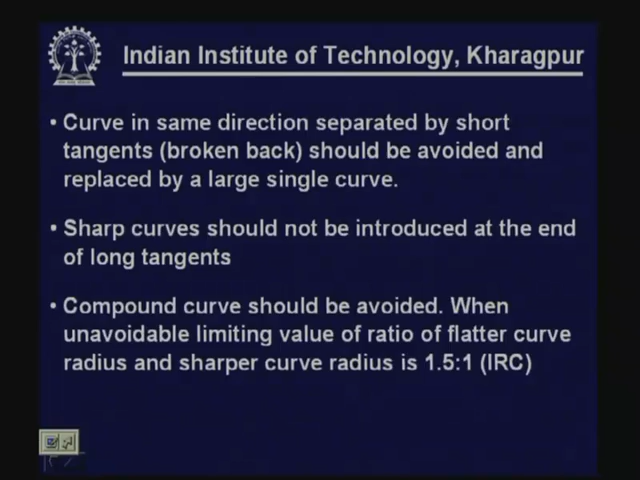 Indian Institute of Technology, Kharagpur
• Curve in same direction separated by short
tangents (broken back) should be avoided and
replaced by a large single curve.
• Sharp curves should not be introduced at the end
of long tangents
• Compound curve should be avoided. When
unavoidable limiting value of ratio of flatter curve
radius and sharper curve radius is 1.5:1 (IRC)